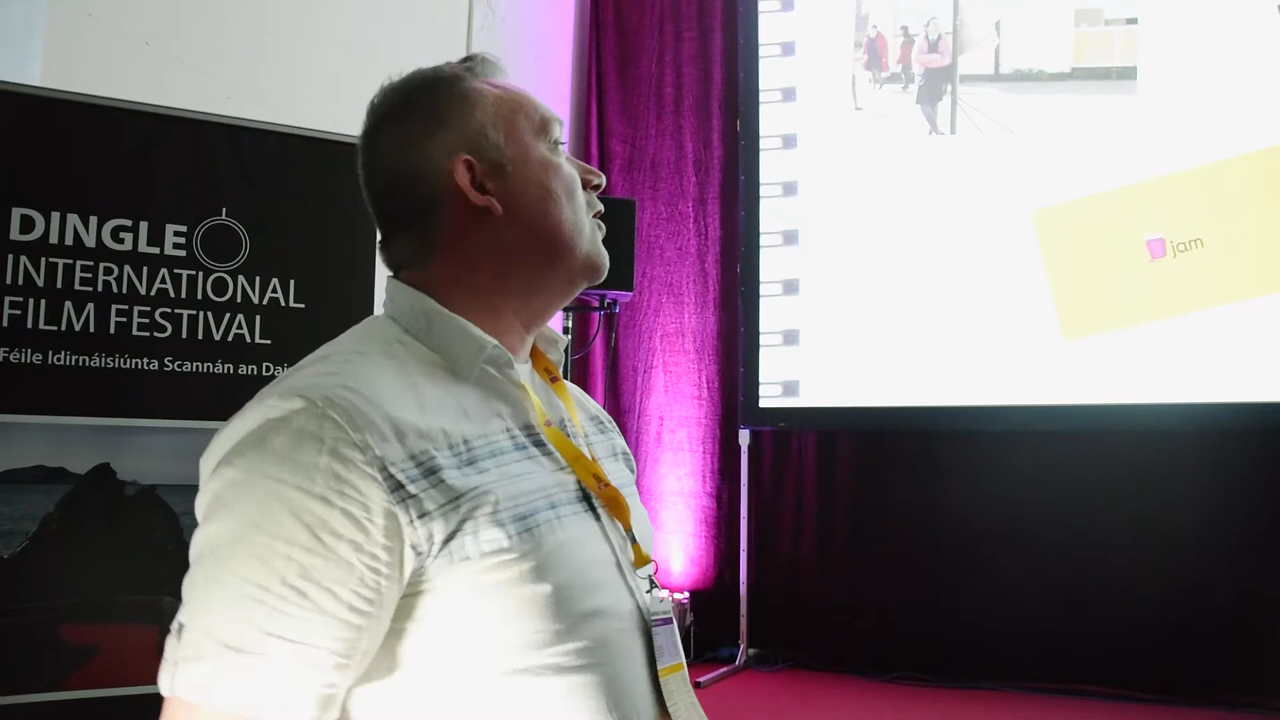 DINGLE
INTERNATIONAL
FILM FESTIVAL
Féile Idirnáisiúnta Scannán an Dai
jam